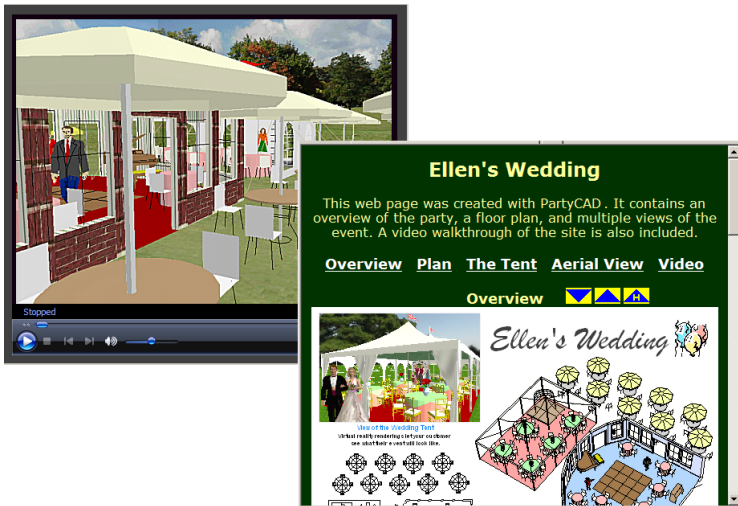 Stopped
Ellen's Wedding
This web page was created with PartyCAD . It contains an
overview of the party, a floor plan, and multiple views of the
event. A video walkthrough of the site is also included.
Overview Plan The Tent Aerial View Video
Overview
H
Ellen's Wedding
View of the Wedding Tent
Virtual reality renderings let your customer
see what their event will look like.